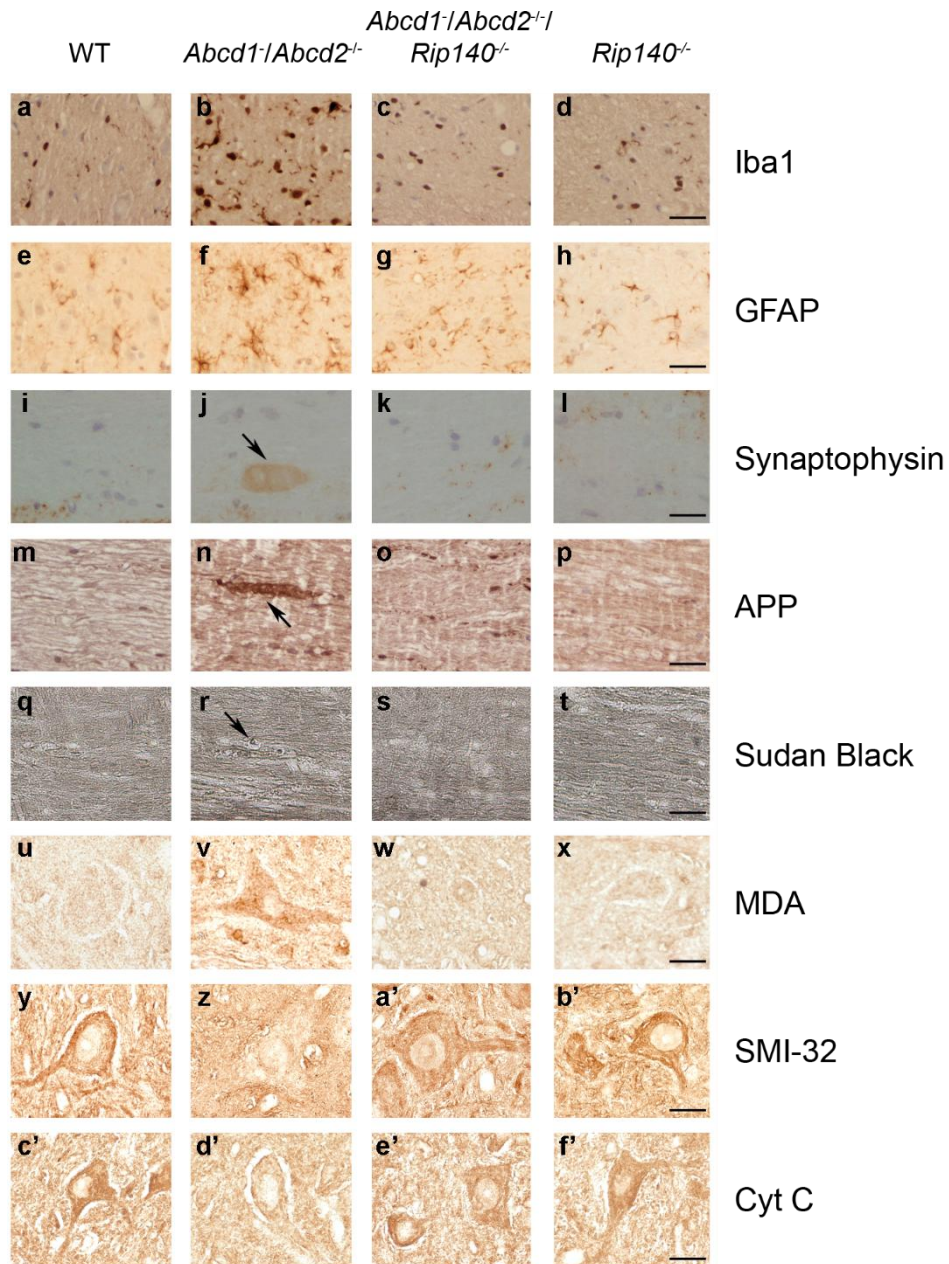 WT
Abcd1-/Abcd2-/-
Abcd1-/Abcd2-/-/
Rip140-/-
Rip140-/-
a b c d Iba1
e f g h GFAP
i j k l Synaptophysin
m n o p APP
q r s t Sudan Black
u v w x MDA
y z a’ b’ SMI-32
c’ d’ e’ f’ Cyt C